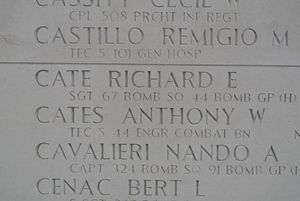 CASSITY CECIL W
CPL 508 PRCHT INF REGT
CASTILLO REMIGIO M
TEC 5 101 GEN HOSP
CATE RICHARD E
SGT 67 BOMB SQ 44 BOMB GP (H)
CATES ANTHONY W
TEC 5 44 ENGR COMBAT BN
CAVALIERI NANDO A
CAPT 324 BOMB SQ 91 BOMB GP (H
CENAC BERT L